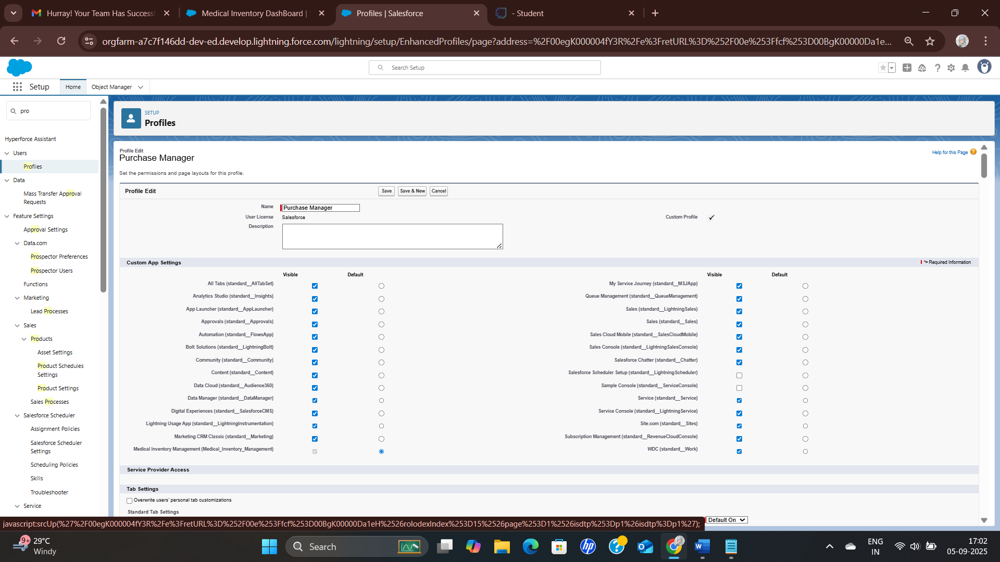 Hurray! Your Team Has Success
Medical Inventory DashBoard |
Profiles | Salesforce
- Student
orgfarm-a7c7f146dd-dev-ed.develop.lightning.force.com/lightning/setup/EnhancedProfiles/page?address=%2F00egK000004fY3R%2Fe%3FretURL%3D%252F00e%253Ffcf%253D00BgK00000Da1e...
Search Setup
Setup
Home
Object Manager
pro
Hyperforce Assistant
Users
Profiles
Data
Mass Transfer Approval
Requests
Feature Settings
Approval Settings
Data.com
Prospector Preferences
Prospector Users
Functions
Marketing
Lead Processes
Sales
Products
Asset Settings
Product Schedules
Settings
Product Settings
Sales Processes
Salesforce Scheduler
Assignment Policies
Salesforce Scheduler
Settings
Scheduling Policies
Skills
Troubleshooter
Service
SETUP
Profiles
Profile Edit
Purchase Manager
Help for this Page ?
Set the permissions and page layouts for this profile.
Profile Edit
Save
Save & New
Cancel
Name
Purchase Manager
User License
Salesforce
Custom Profile
Description
Custom App Settings
= Required Information
Visible Default Visible Default
All Tabs (standard__AllTabSet)
My Service Journey (standard__MSJApp)
Analytics Studio (standard__Insights)
Queue Management (standard__QueueManagement)
App Launcher (standard__AppLauncher)
Sales (standard__LightningSales)
Approvals (standard__Approvals)
Sales (standard__Sales)
Automation (standard__FlowsApp)
Sales Cloud Mobile (standard__SalesCloudMobile)
Bolt Solutions (standard__LightningBolt)
Sales Console (standard__LightningSalesConsole)
Community (standard__Community)
Salesforce Chatter (standard__Chatter)
Content (standard__Content)
Salesforce Scheduler Setup (standard__LightningScheduler)
Data Cloud (standard__Audience360)
Sample Console (standard__ServiceConsole)
Data Manager (standard__DataManager)
Service (standard__Service)
Digital Experiences (standard__SalesforceCMS)
Service Console (standard__LightningService)
Lightning Usage App (standard__LightningInstrumentation)
Site.com (standard__Sites)
Marketing CRM Classic (standard__Marketing)
Subscription Management (standard__RevenueCloudConsole)
Medical Inventory Management (Medical_Inventory_Management)
WDC (standard__Work)
Service Provider Access
Tab Settings
Overwrite users' personal tab customizations
Standard Tab Settings
Default On
javascript:srcUp(%27%2F00egK000004fY3R%2Fe%3FretURL%3D%252F00e%253Ffcf%253D00BgK00000Da1eH%2526rolodexIndex%253D15%2526page%253D1%2526isdtp%253Dp1%26isdtp%3Dp1%27);
9+
29°C
Windy
Search
ENG
IN
17:02
05-09-2025